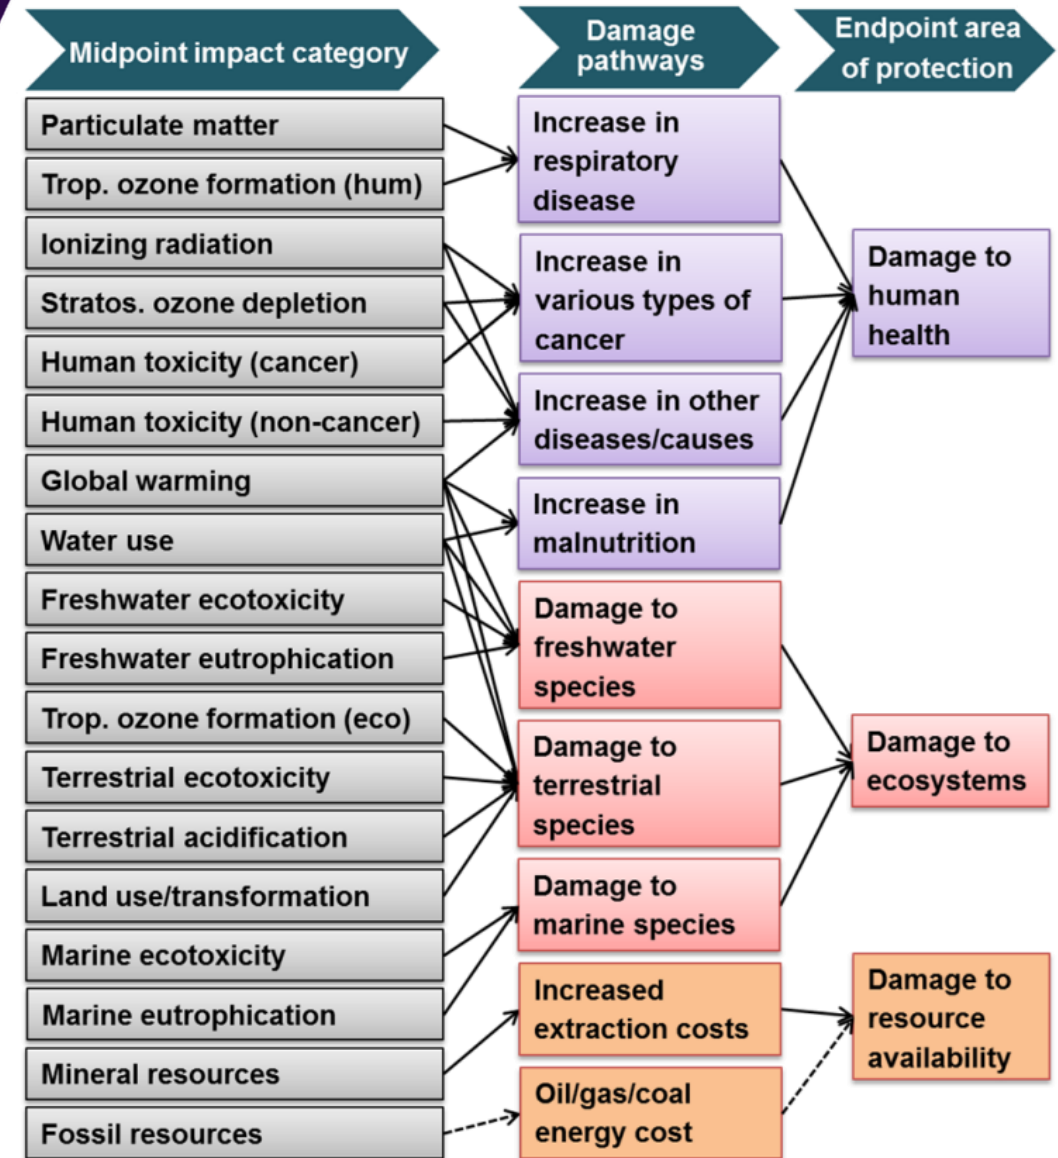 Midpoint impact category
Damage
pathways
Endpoint area
of protection
Particulate matter
Trop. ozone formation (hum)
Ionizing radiation
Stratos. ozone depletion
Human toxicity (cancer)
Human toxicity (non-cancer)
Global warming
Water use
Freshwater ecotoxicity
Freshwater eutrophication
Trop. ozone formation (eco)
Terrestrial ecotoxicity
Terrestrial acidification
Land use/transformation
Marine ecotoxicity
Marine eutrophication
Mineral resources
Fossil resources
Increase in
respiratory
disease
Increase in
various types of
cancer
Increase in other
diseases/causes
Increase in
malnutrition
Damage to
freshwater
species
Damage to
terrestrial
species
Damage to
marine species
Increased
extraction costs
Oil/gas/coal
energy cost
Damage to
human
health
Damage to
ecosystems
Damage to
resource
availability